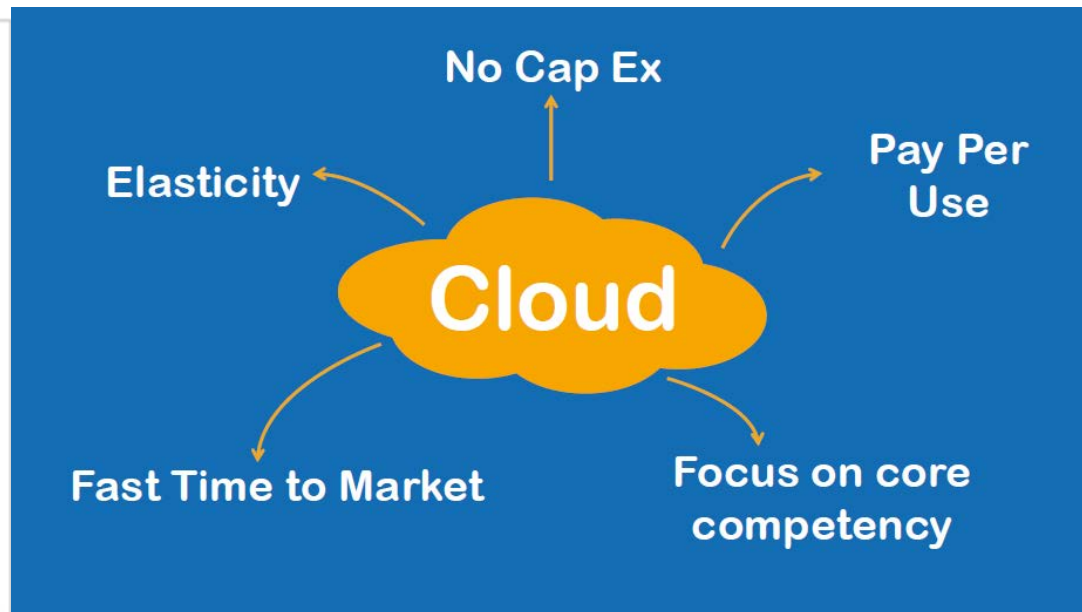 No Cap Ex
Elasticity
Pay Per
Use
Cloud
Fast Time to Market
Focus on core
competency